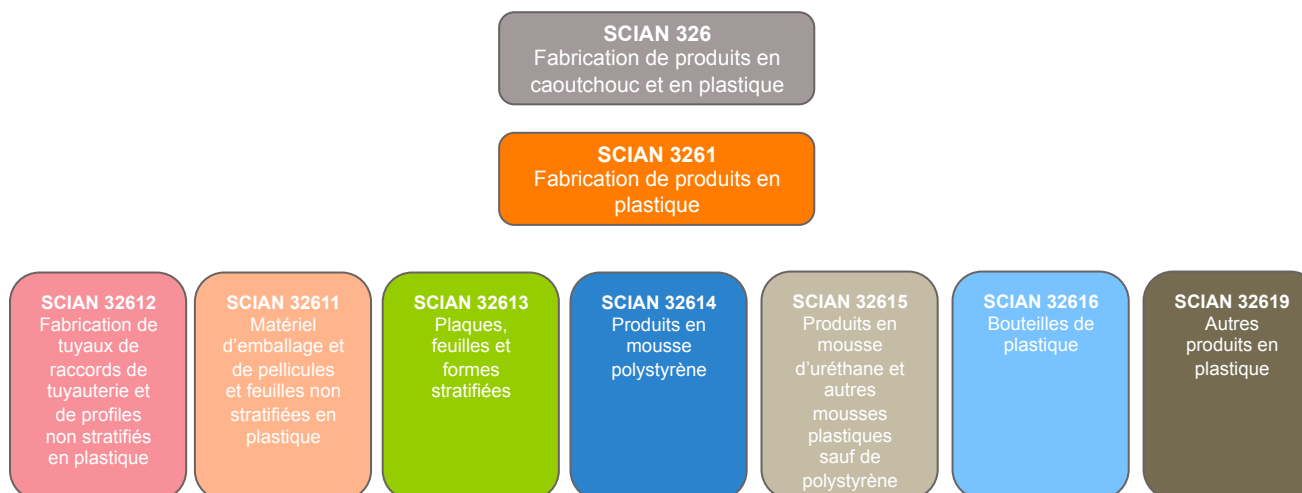 SCIAN 326
Fabrication de produits en
caoutchouc et en plastique
SCIAN 3261
Fabrication de produits en
plastique
SCIAN 32612
Fabrication de
tuyaux de
raccords de
tuyauterie et
de profiles
non stratifiés
en plastique
SCIAN 32611
Matériel
d'emballage et
de pellicules
et feuilles non
stratifiées en
plastique
SCIAN 32613
Plaques,
feuilles et
formes
stratifiées
SCIAN 32614
Produits en
mousse
polystyrène
SCIAN 32615
Produits en
mousse
d'uréthane et
autres
mousses
plastiques
sauf de
polystyrène
SCIAN 32616
Bouteilles de
plastique
SCIAN 32619
Autres
produits en
plastique